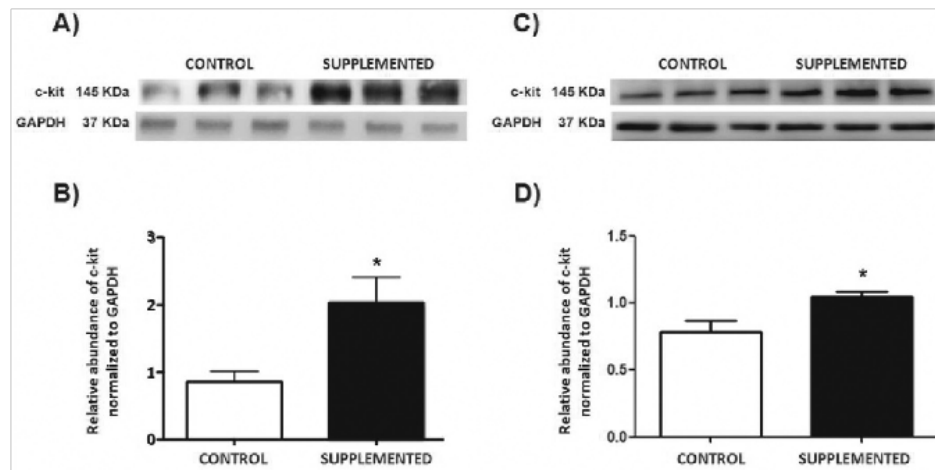 A)
CONTROL SUPPLEMENTED
c-kit 145 KDa
GAPDH 37 KDa
B)
Relative abundance of c-kit
normalized to GAPDH
3
2
1
0
*
CONTROL SUPPLEMENTED
C)
CONTROL SUPPLEMENTED
c-kit 145 KDa
GAPDH 37 KDa
D)
Relative abundance of c-kit
normalized to GAPDH
1.5
1.0
0.5
0.0
*
CONTROL SUPPLEMENTED